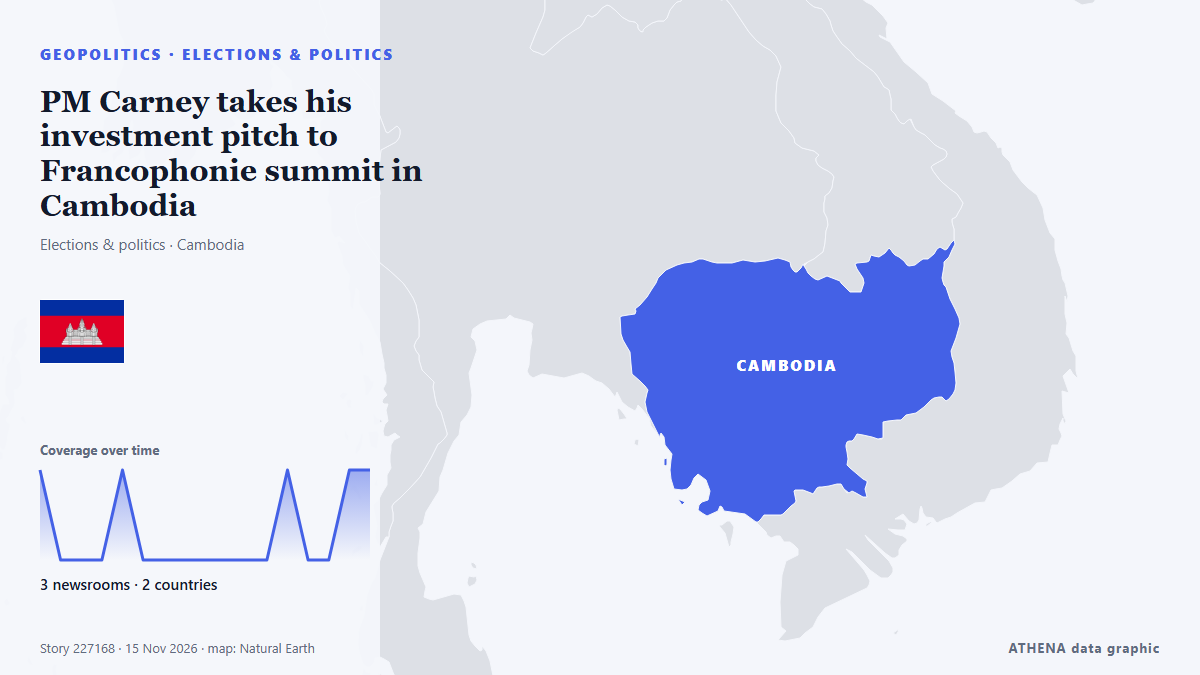 GEOPOLITICS · ELECTIONS & POLITICS
PM Carney takes his
investment pitch to
Francophonie summit in
Cambodia
Elections & politics · Cambodia
CAMBODIA
Coverage over time
3 newsrooms · 2 countries
Story 227168 · 15 Nov 2026 · map: Natural Earth
ATHENA data graphic